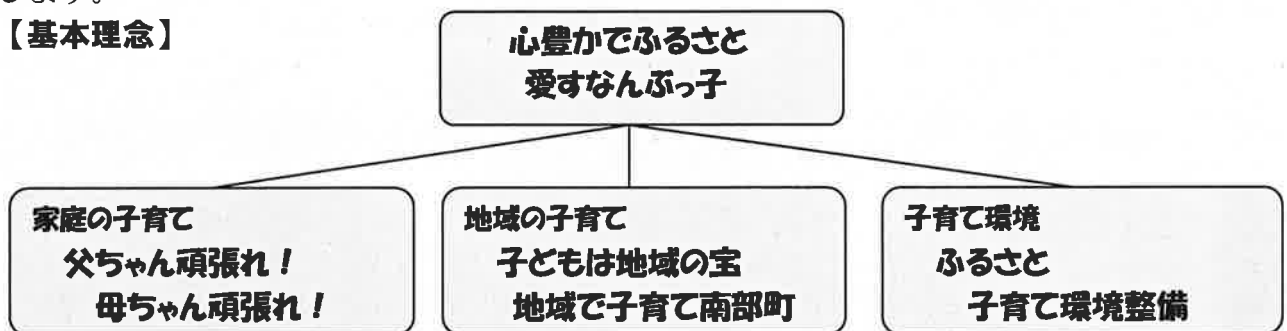 します。
【基本理念】
心豊かでふるさと
愛すなんぶっ子
家庭の子育て
父ちゃん頑張れ！
母ちゃん頑張れ！
地域の子育て
子どもは地域の宝
地域で子育て南部町
子育て環境
ふるさと
子育て環境整備